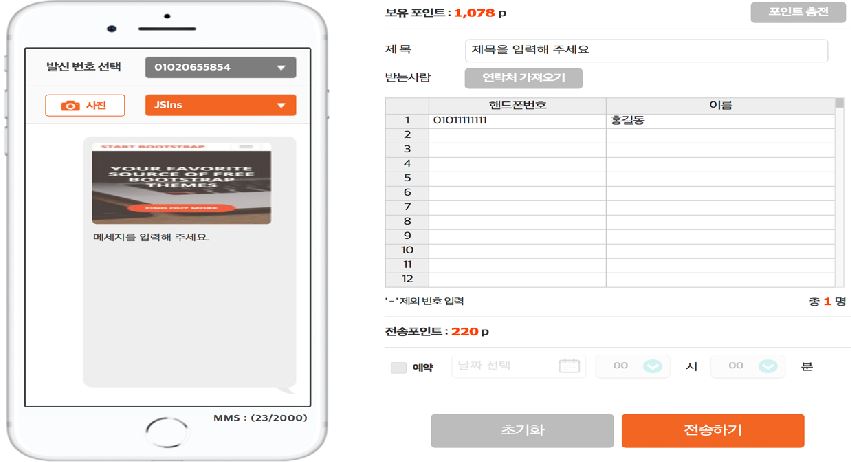 발신 번호 선택
01020655854
사진
JSIns
START BOOTSTRAP
YOUR FAVORITE
SOURCE OF FREE
BOOTSTRAP
THEMES
FIND OUT MORE
메세지를 입력해 주세요.
MMS : (23/2000)
보유 포인트 : 1,078 p
포인트 충전
제 목
제목을 입력해 주세요
받는사람
연락처 가져오기
핸드폰번호 이름
1 01011111111 홍길동
2
3
4
5
6
7
8
9
10
11
12
'-' 제외 번호 입력
총 1 명
전송포인트 : 220 p
예약 날짜 선택 00 시 00 분
초기화
전송하기